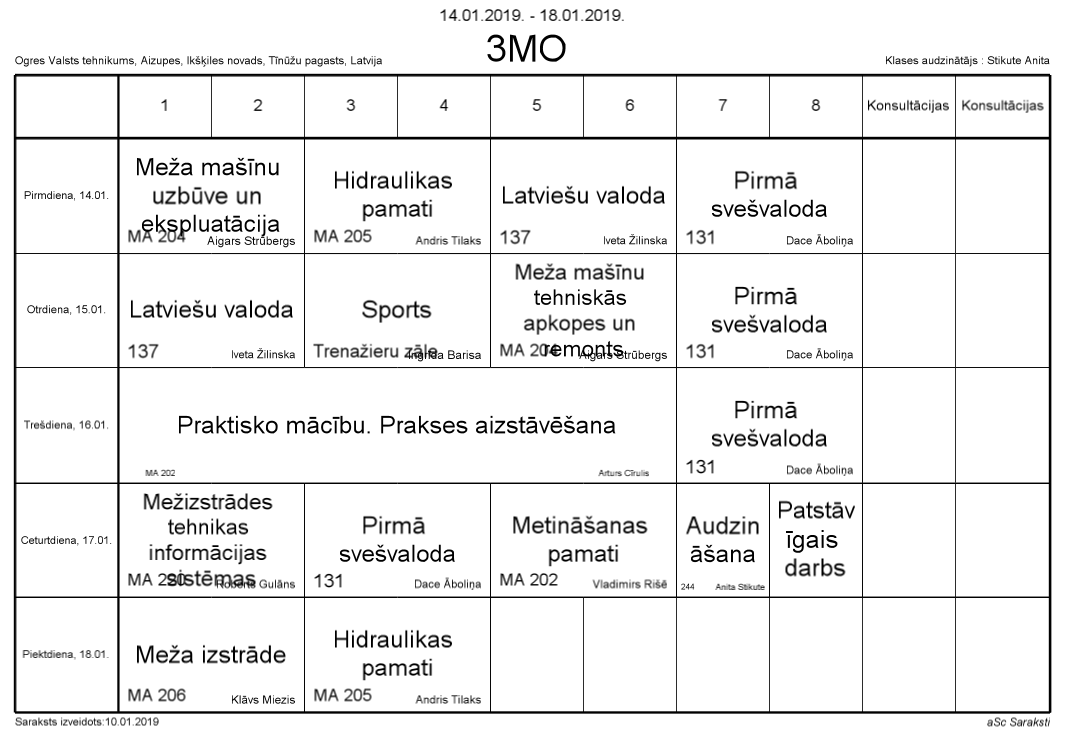 14.01.2019. - 18.01.2019.
3MO
Ogres Valsts tehnikums, Aizupes, Ikšķiles novads, Tīnūžu pagasts, Latvija
Klases audzinātājs : Stikute Anita
1 2 3 4 5 6 7 8 Konsultācijas Konsultācijas
Pirmdiena, 14.01.
Meža mašīnu
uzbūve un
ekspluatācija
MA 204 Aigars Strūbergs
Hidraulikas
pamati
MA 205 Andris Tilaks
Latviešu valoda
137 Iveta Žilinska
Pirmā
svešvaloda
131 Dace Āboliņa
Otrdiena, 15.01.
Latviešu valoda
137 Iveta Žilinska
Sports
Trenažieru zāle Ingrīda Barisa
Meža mašīnu
tehniskās
apkopes un
remonts
MA 204 Aigars Strūbergs
Pirmā
svešvaloda
131 Dace Āboliņa
Trešdiena, 16.01.
Praktisko mācību. Prakses aizstāvēšana
MA 202 Arturs Cīrulis
Pirmā
svešvaloda
131 Dace Āboliņa
Ceturtdiena, 17.01.
Mežizstrādes
tehnikas
informācijas
sistēmas
MA Roberts Gulāns
Pirmā
svešvaloda
131 Dace Āboliņa
Metināšanas
pamati
MA 202 Vladimirs Rišē
Audzin
āšana
244 Anita Stikute
Patstāv
īgais
darbs
Piektdiena, 18.01.
Meža izstrāde
MA 206 Klāvs Miezis
Hidraulikas
pamati
MA 205 Andris Tilaks
Saraksts izveidots:10.01.2019
aSc Saraksti